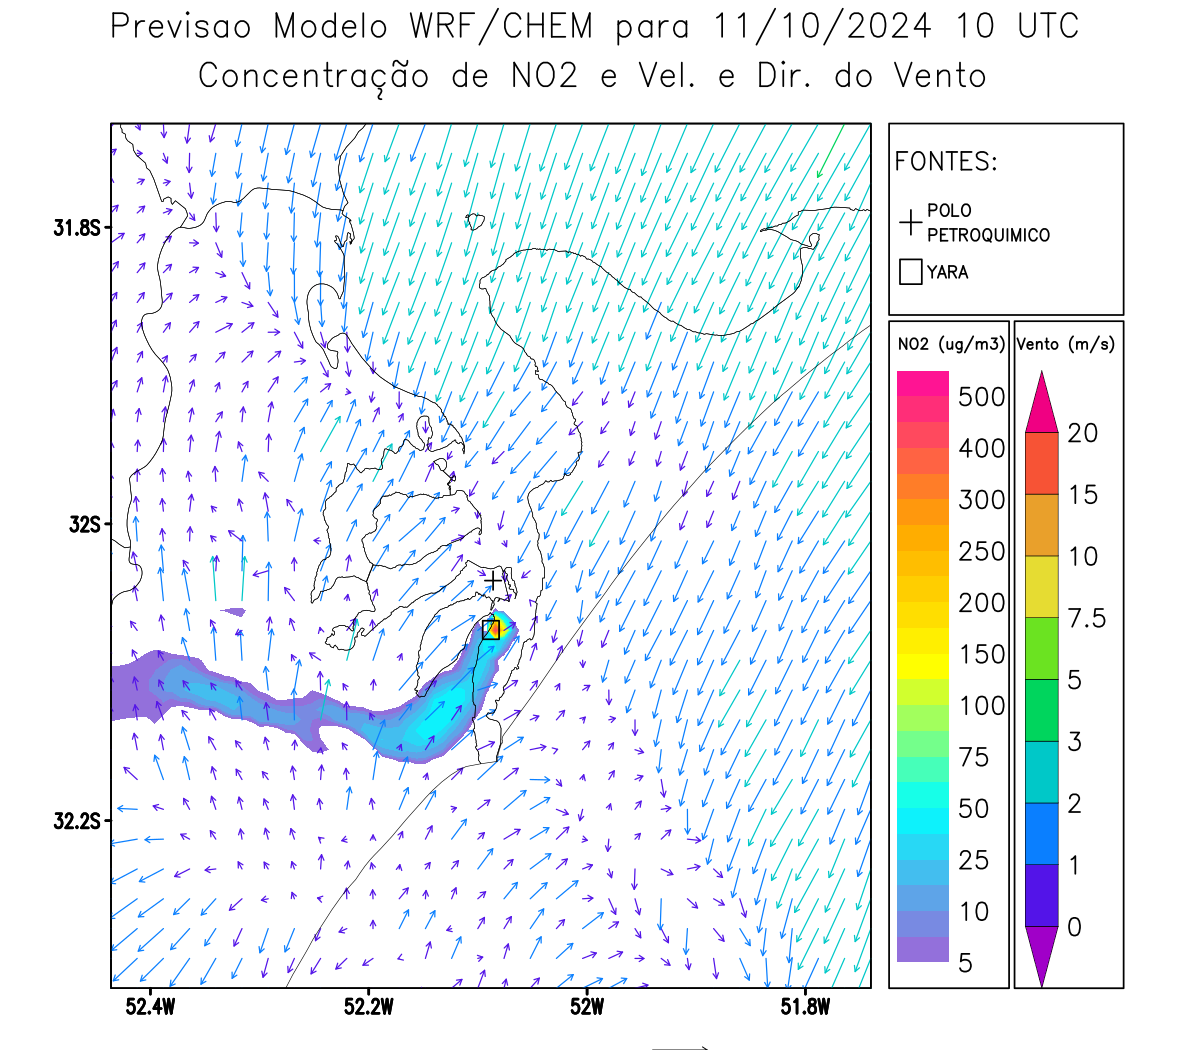 Previsao Modelo WRF/CHEM para 11/10/2024 10 UTC
Concentração de NO2 e Vel. e Dir. do Vento
FONTES:
POLO
PETROQUIMICO
YARA
NO2 (ug/m3)
500
400
300
250
200
150
100
75
50
25
10
5
Vento (m/s)
20
15
10
7.5
5
3
2
1
0
31.8S
32S
32.2S
52.4W
52.2W
52W
51.8W